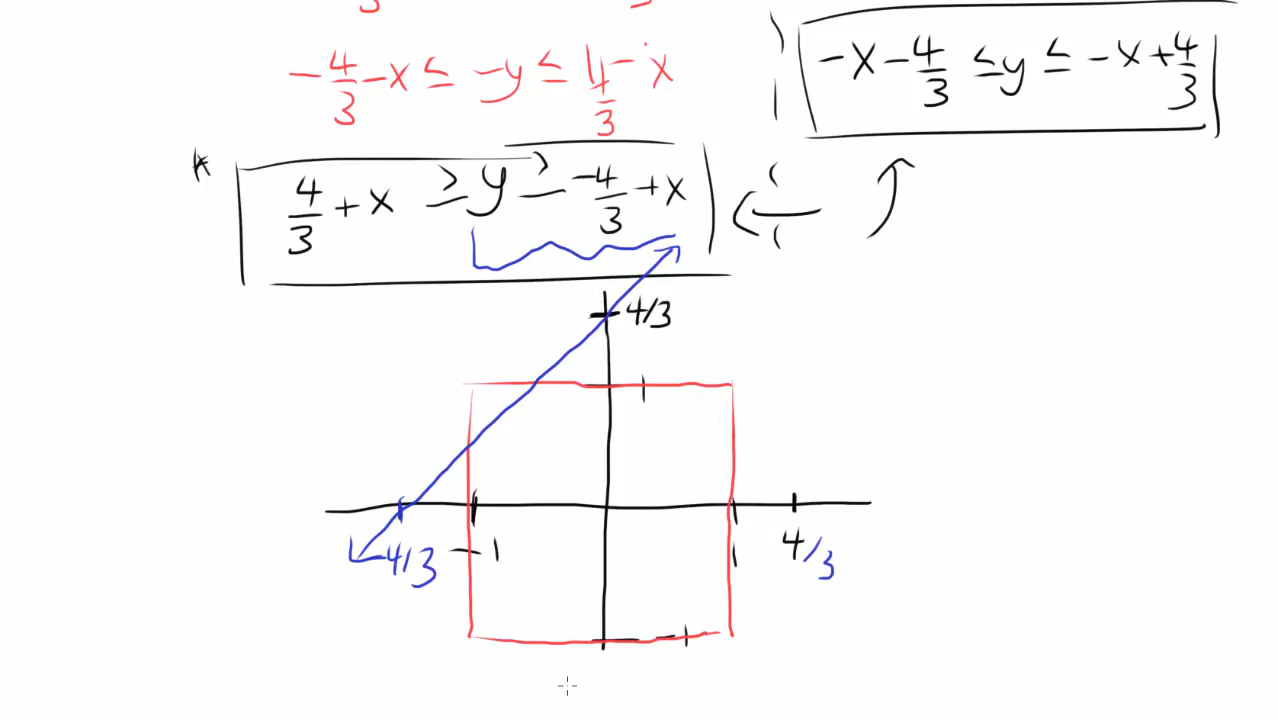 -4/3 - x ≤ -y ≤ 4/3 - x
-x - 4/3 ≤ y ≤ -x + 4/3
4/3 + x ≥ y ≥ -4/3 + x
4/3
-4/3 -1 1 4/3
1
-1